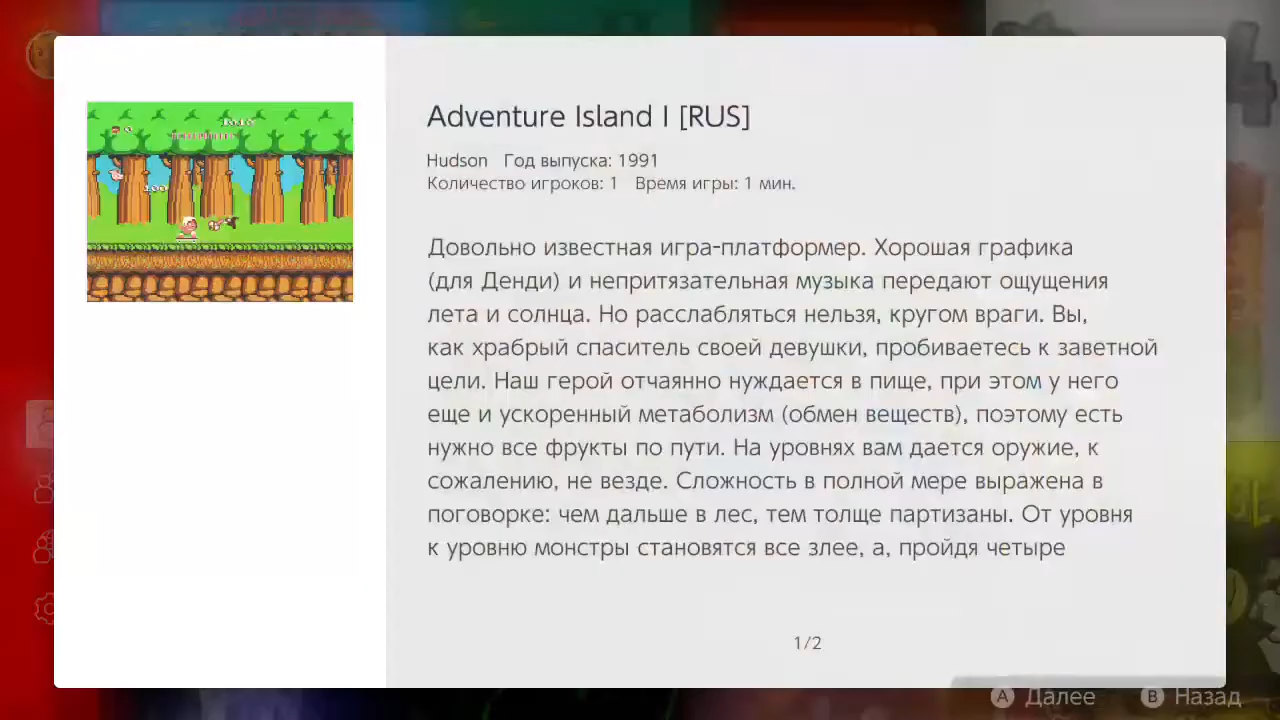 Adventure Island I [RUS]
Hudson Год выпуска: 1991
Количество игроков: 1 Время игры: 1 мин.
Довольно известная игра-платформер. Хорошая графика
(для Денди) и непритязательная музыка передают ощущения
лета и солнца. Но расслабляться нельзя, кругом враги. Вы,
как храбрый спаситель своей девушки, пробиваетесь к заветной
цели. Наш герой отчаянно нуждается в пище, при этом у него
еще и ускоренный метаболизм (обмен веществ), поэтому есть
нужно все фрукты по пути. На уровнях вам дается оружие, к
сожалению, не везде. Сложность в полной мере выражена в
поговорке: чем дальше в лес, тем толще партизаны. От уровня
к уровню монстры становятся все злее, а, пройдя четыре
1/2
A Далее B Назад